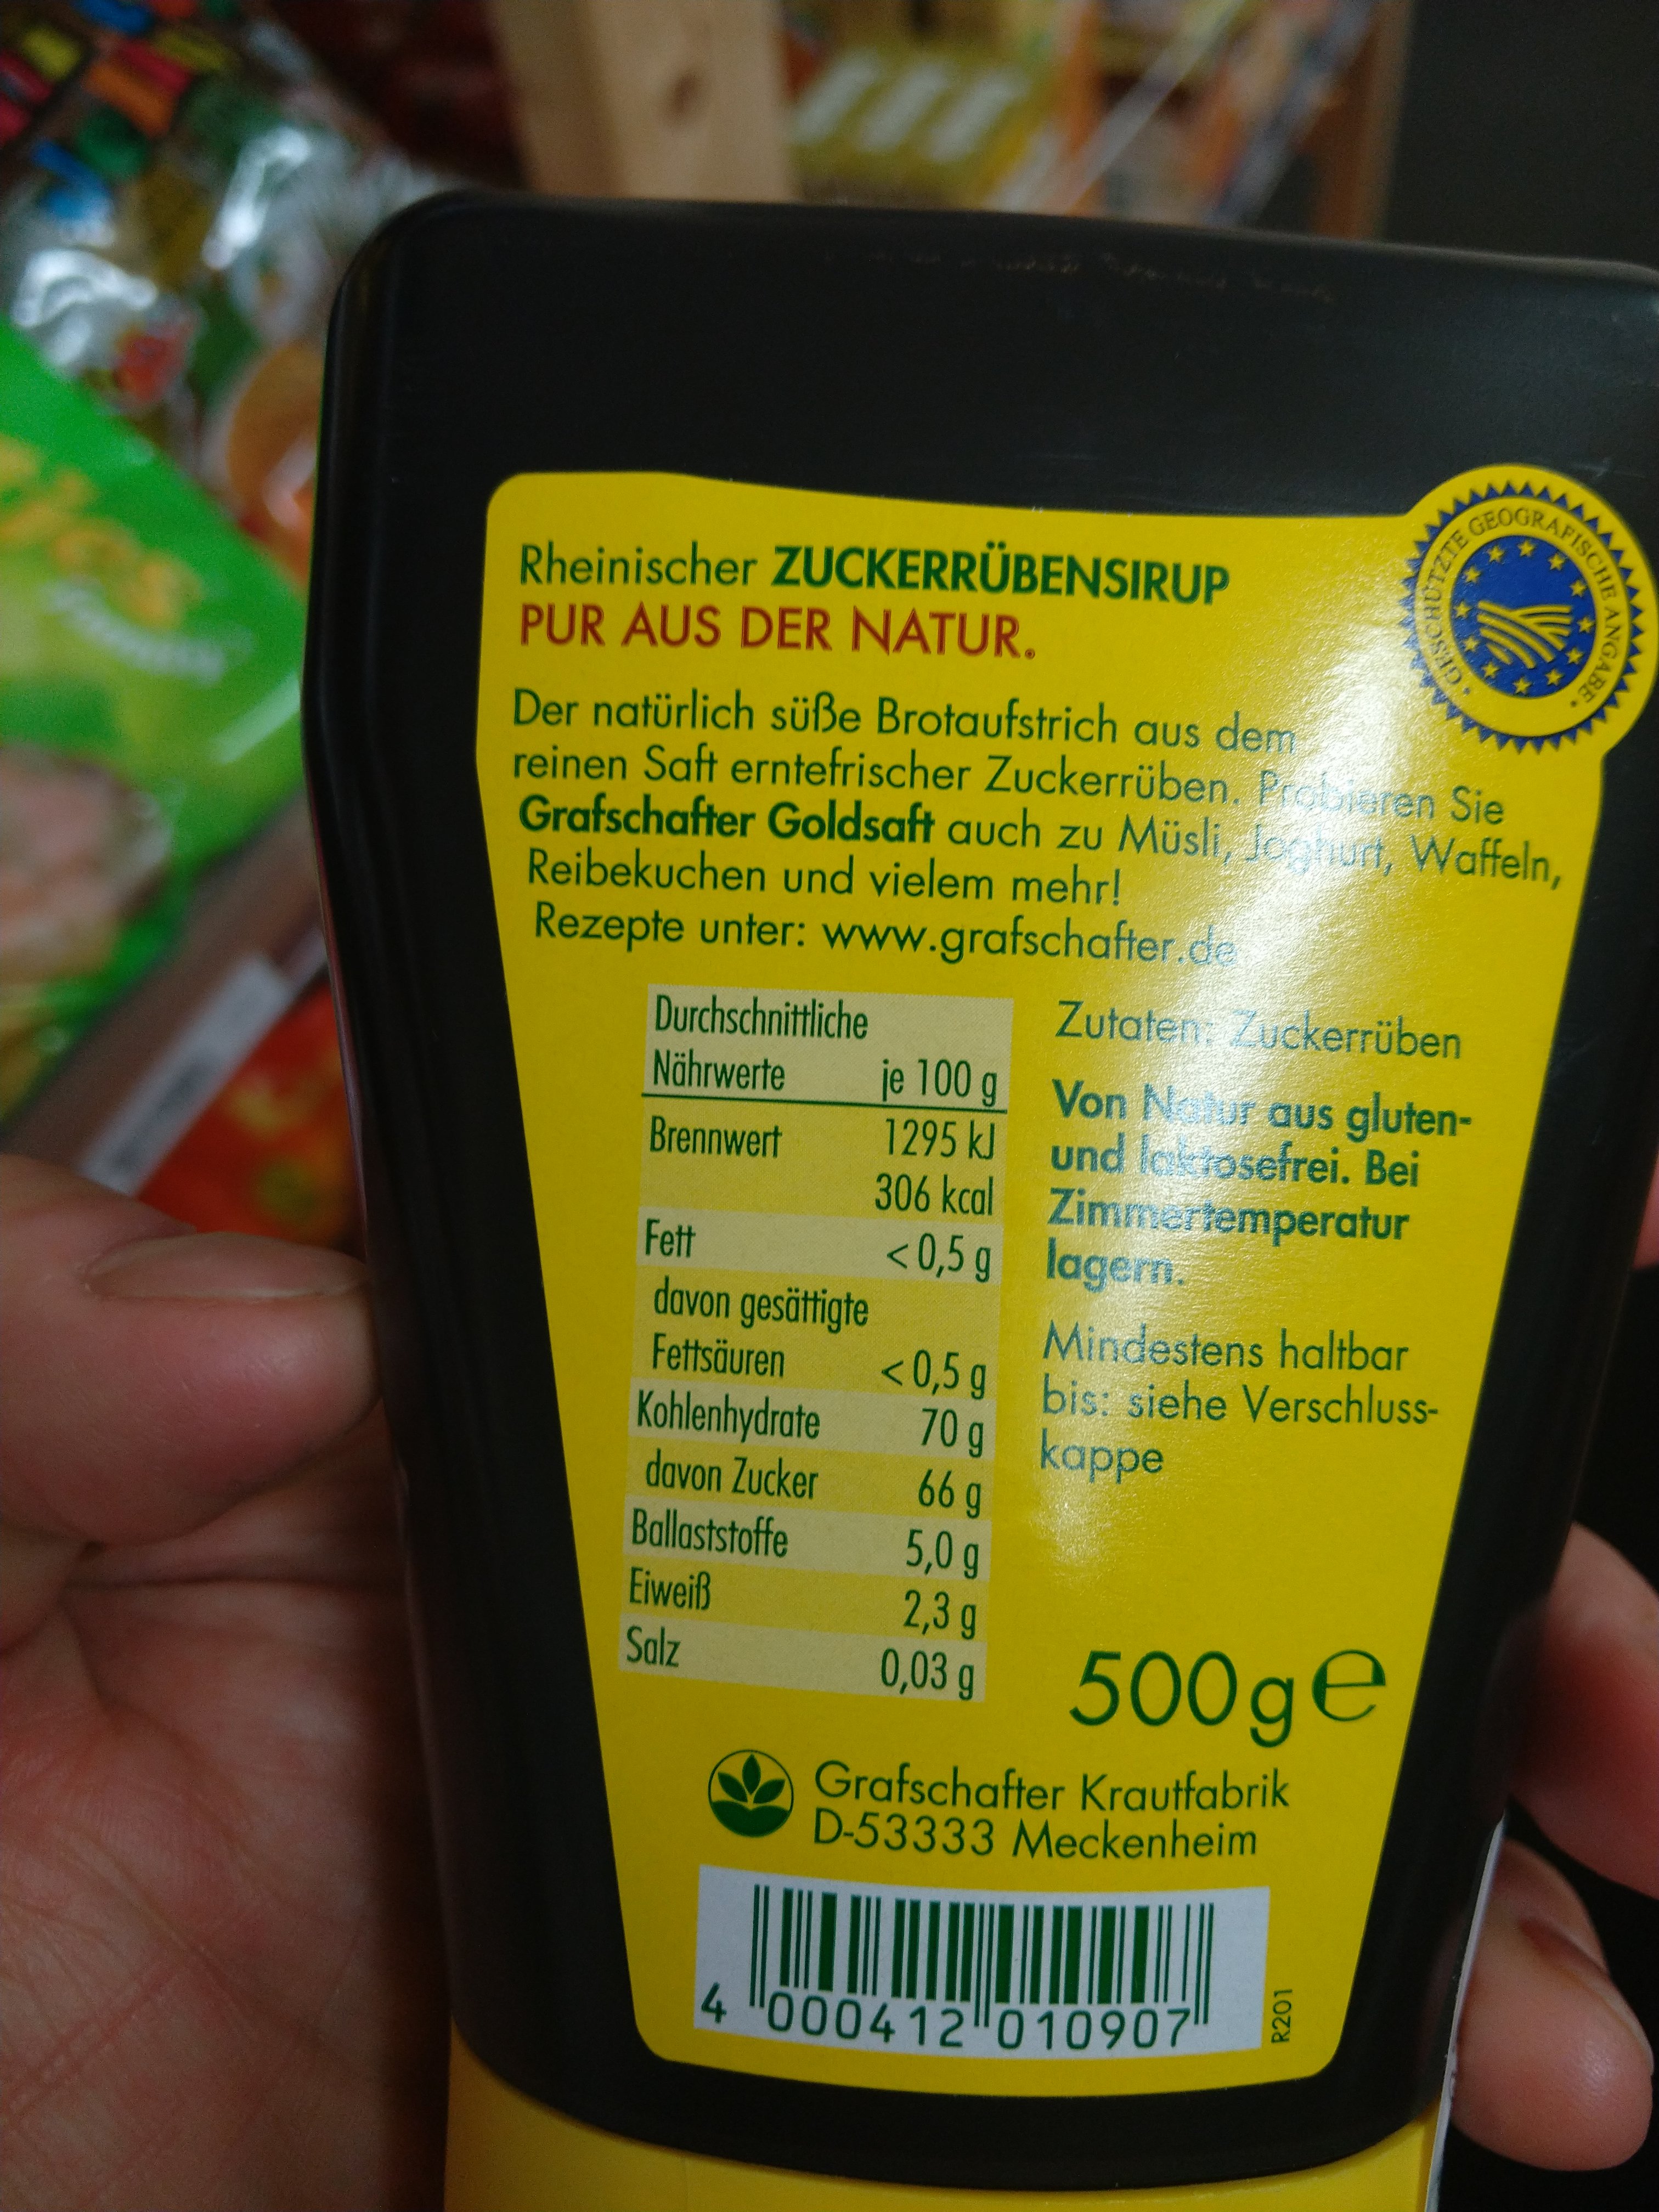 Rheinischer ZUCKERRÜBENSIRUP
PUR AUS DER NATUR.
GESCHÜTZTE GEOGRAFISCHE ANGABE
Der natürlich süße Brotaufstrich aus dem
reinen Saft erntefrischer Zuckerrüben. Probieren Sie
Grafschafter Goldsaft auch zu Müsli, Joghurt, Waffeln,
Reibekuchen und vielem mehr!
Rezepte unter: www.grafschafter.de
Durchschnittliche
Nährwerte je 100 g
Brennwert 1295 kJ
306 kcal
Fett <0,5 g
davon gesättigte
Fettsäuren <0,5 g
Kohlenhydrate 70 g
davon Zucker 66 g
Ballaststoffe 5,0 g
Eiweiß 2,3 g
Salz 0,03 g
Zutaten: Zuckerrüben
Von Natur aus gluten-
und laktosefrei. Bei
Zimmertemperatur
lagern.
Mindestens haltbar
bis: siehe Verschluss-
kappe
500g e
Grafschafter Krautfabrik
D-53333 Meckenheim
4 000412 010907
R201